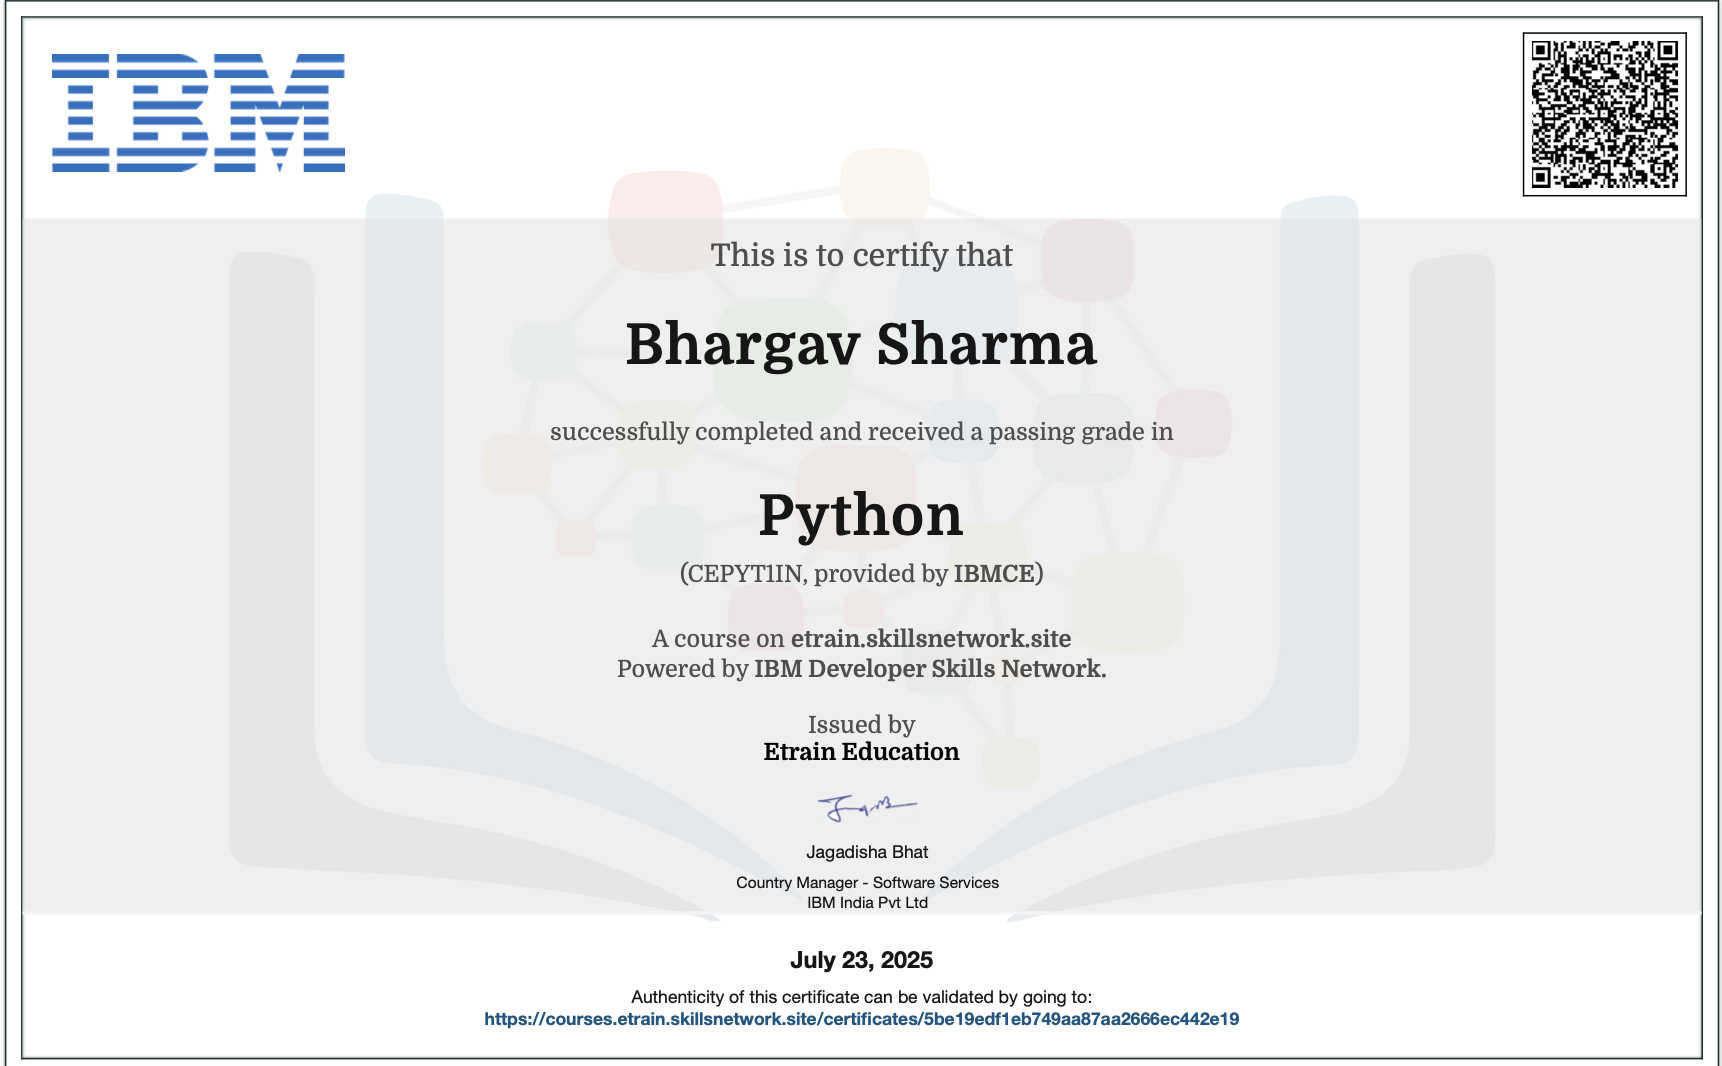 IBM
This is to certify that
Bhargav Sharma
successfully completed and received a passing grade in
Python
(CEPYT1IN, provided by IBMCE)
A course on etrain.skillsnetwork.site
Powered by IBM Developer Skills Network.
Issued by
Etrain Education
Jagadisha Bhat
Country Manager - Software Services
IBM India Pvt Ltd
July 23, 2025
Authenticity of this certificate can be validated by going to:
https://courses.etrain.skillsnetwork.site/certificates/5be19edf1eb749aa87aa2666ec442e19